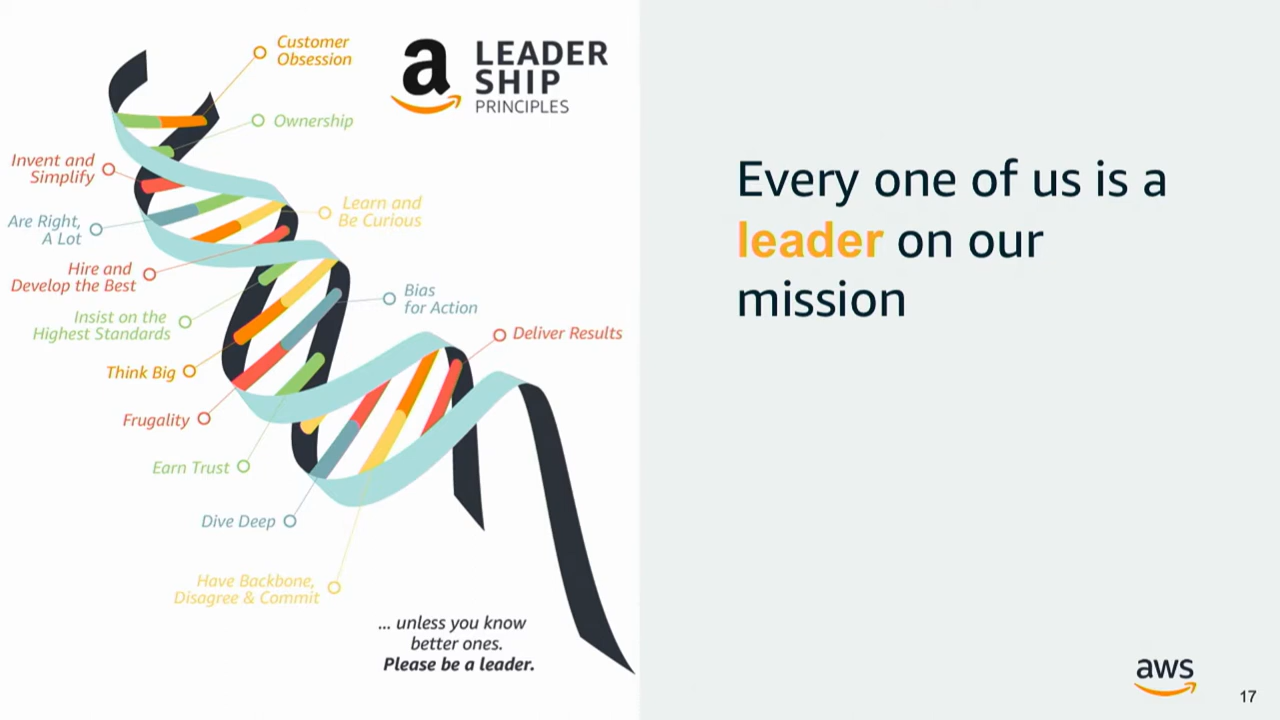 Customer
Obsession
a
LEADER
SHIP
PRINCIPLES
Ownership
Invent and
Simplify
Learn and
Be Curious
Are Right,
A Lot
Hire and
Develop the Best
Bias
for Action
Insist on the
Highest Standards
Deliver Results
Think Big
Frugality
Earn Trust
Dive Deep
Have Backbone,
Disagree & Commit
... unless you know
better ones.
Please be a leader.
Every one of us is a
leader on our
mission
aws
17